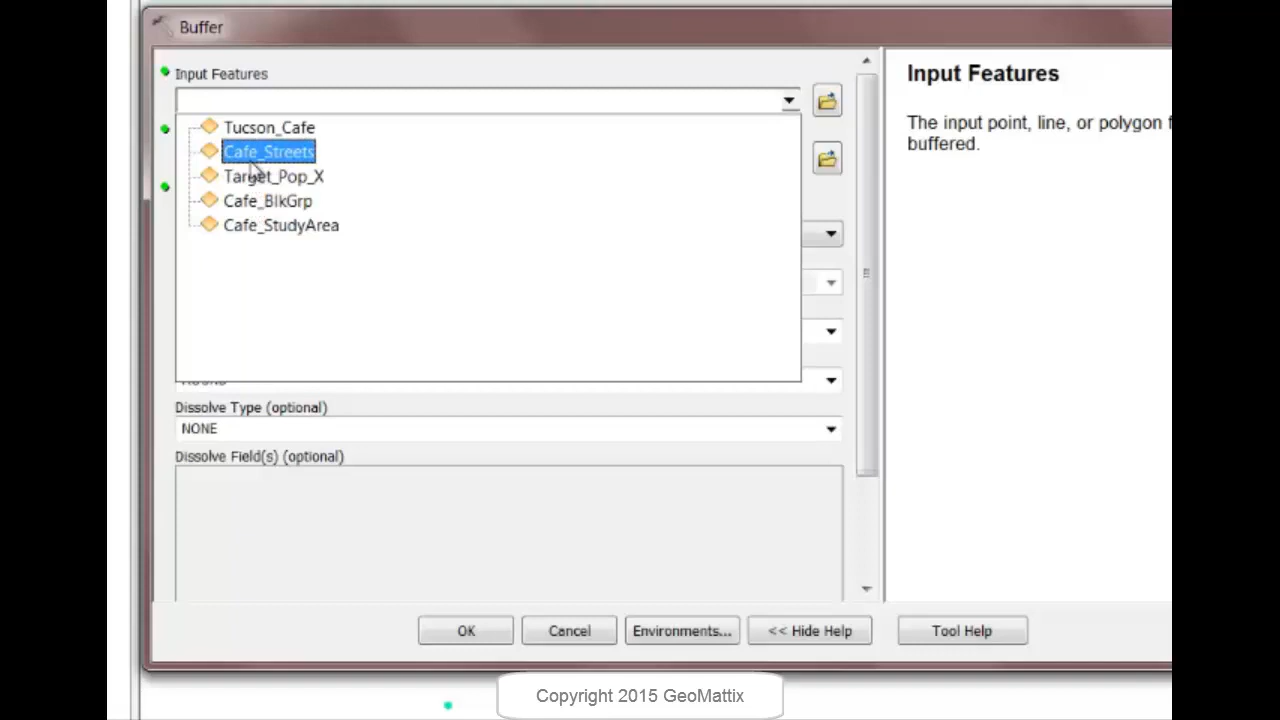 Buffer
Input Features
Tucson_Cafe
Cafe_Streets
Target_Pop_X
Cafe_BlkGrp
Cafe_StudyArea
Dissolve Type (optional)
NONE
Dissolve Field(s) (optional)
OK
Cancel
Environments...
<< Hide Help
Tool Help
Input Features
The input point, line, or polygon
buffered.
Copyright 2015 GeoMattix